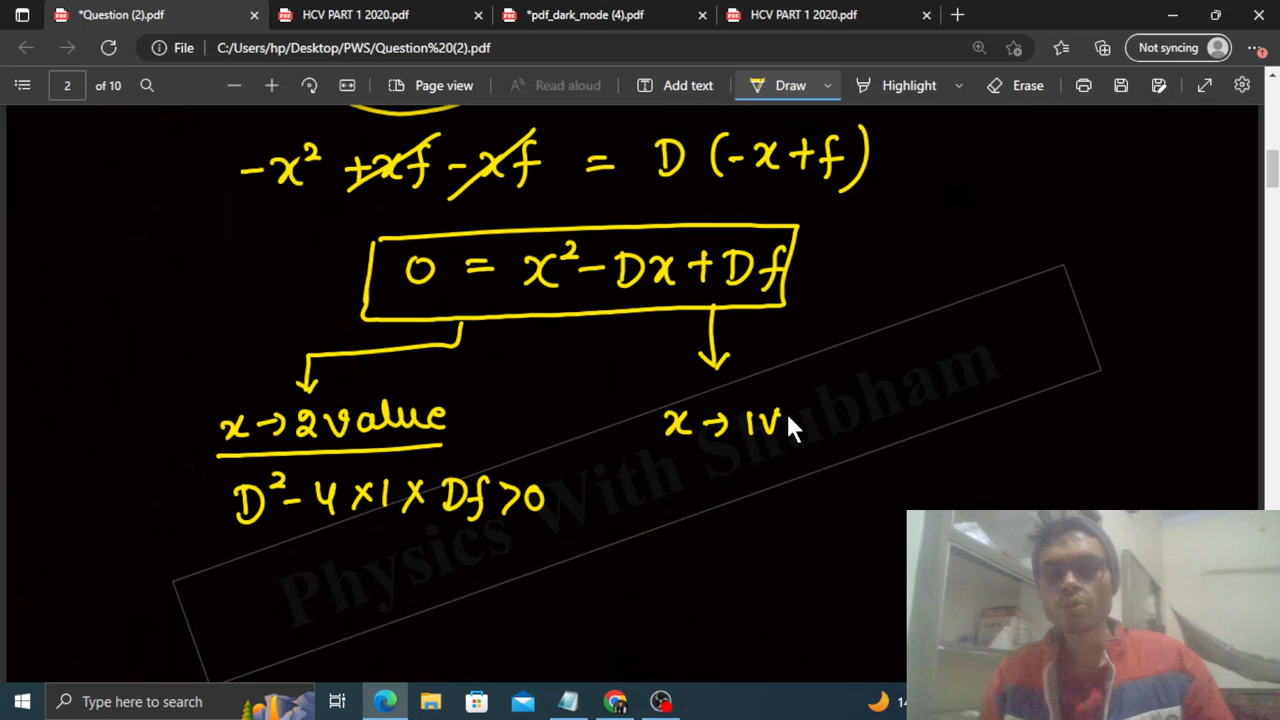 *Question (2).pdf
HCV PART 1 2020.pdf
*pdf_dark_mode (4).pdf
HCV PART 1 2020.pdf
File C:/Users/hp/Desktop/PWS/Question%20(2).pdf Not syncing
2 of 10 Page view Read aloud Add text Draw Highlight Erase
-x² +xf - xf = D (-x+f)
0 = x² - Dx + Df
x → 2 value
x → 1 v
D² - 4 × 1 × Df > 0
Physics With Shubham
Type here to search